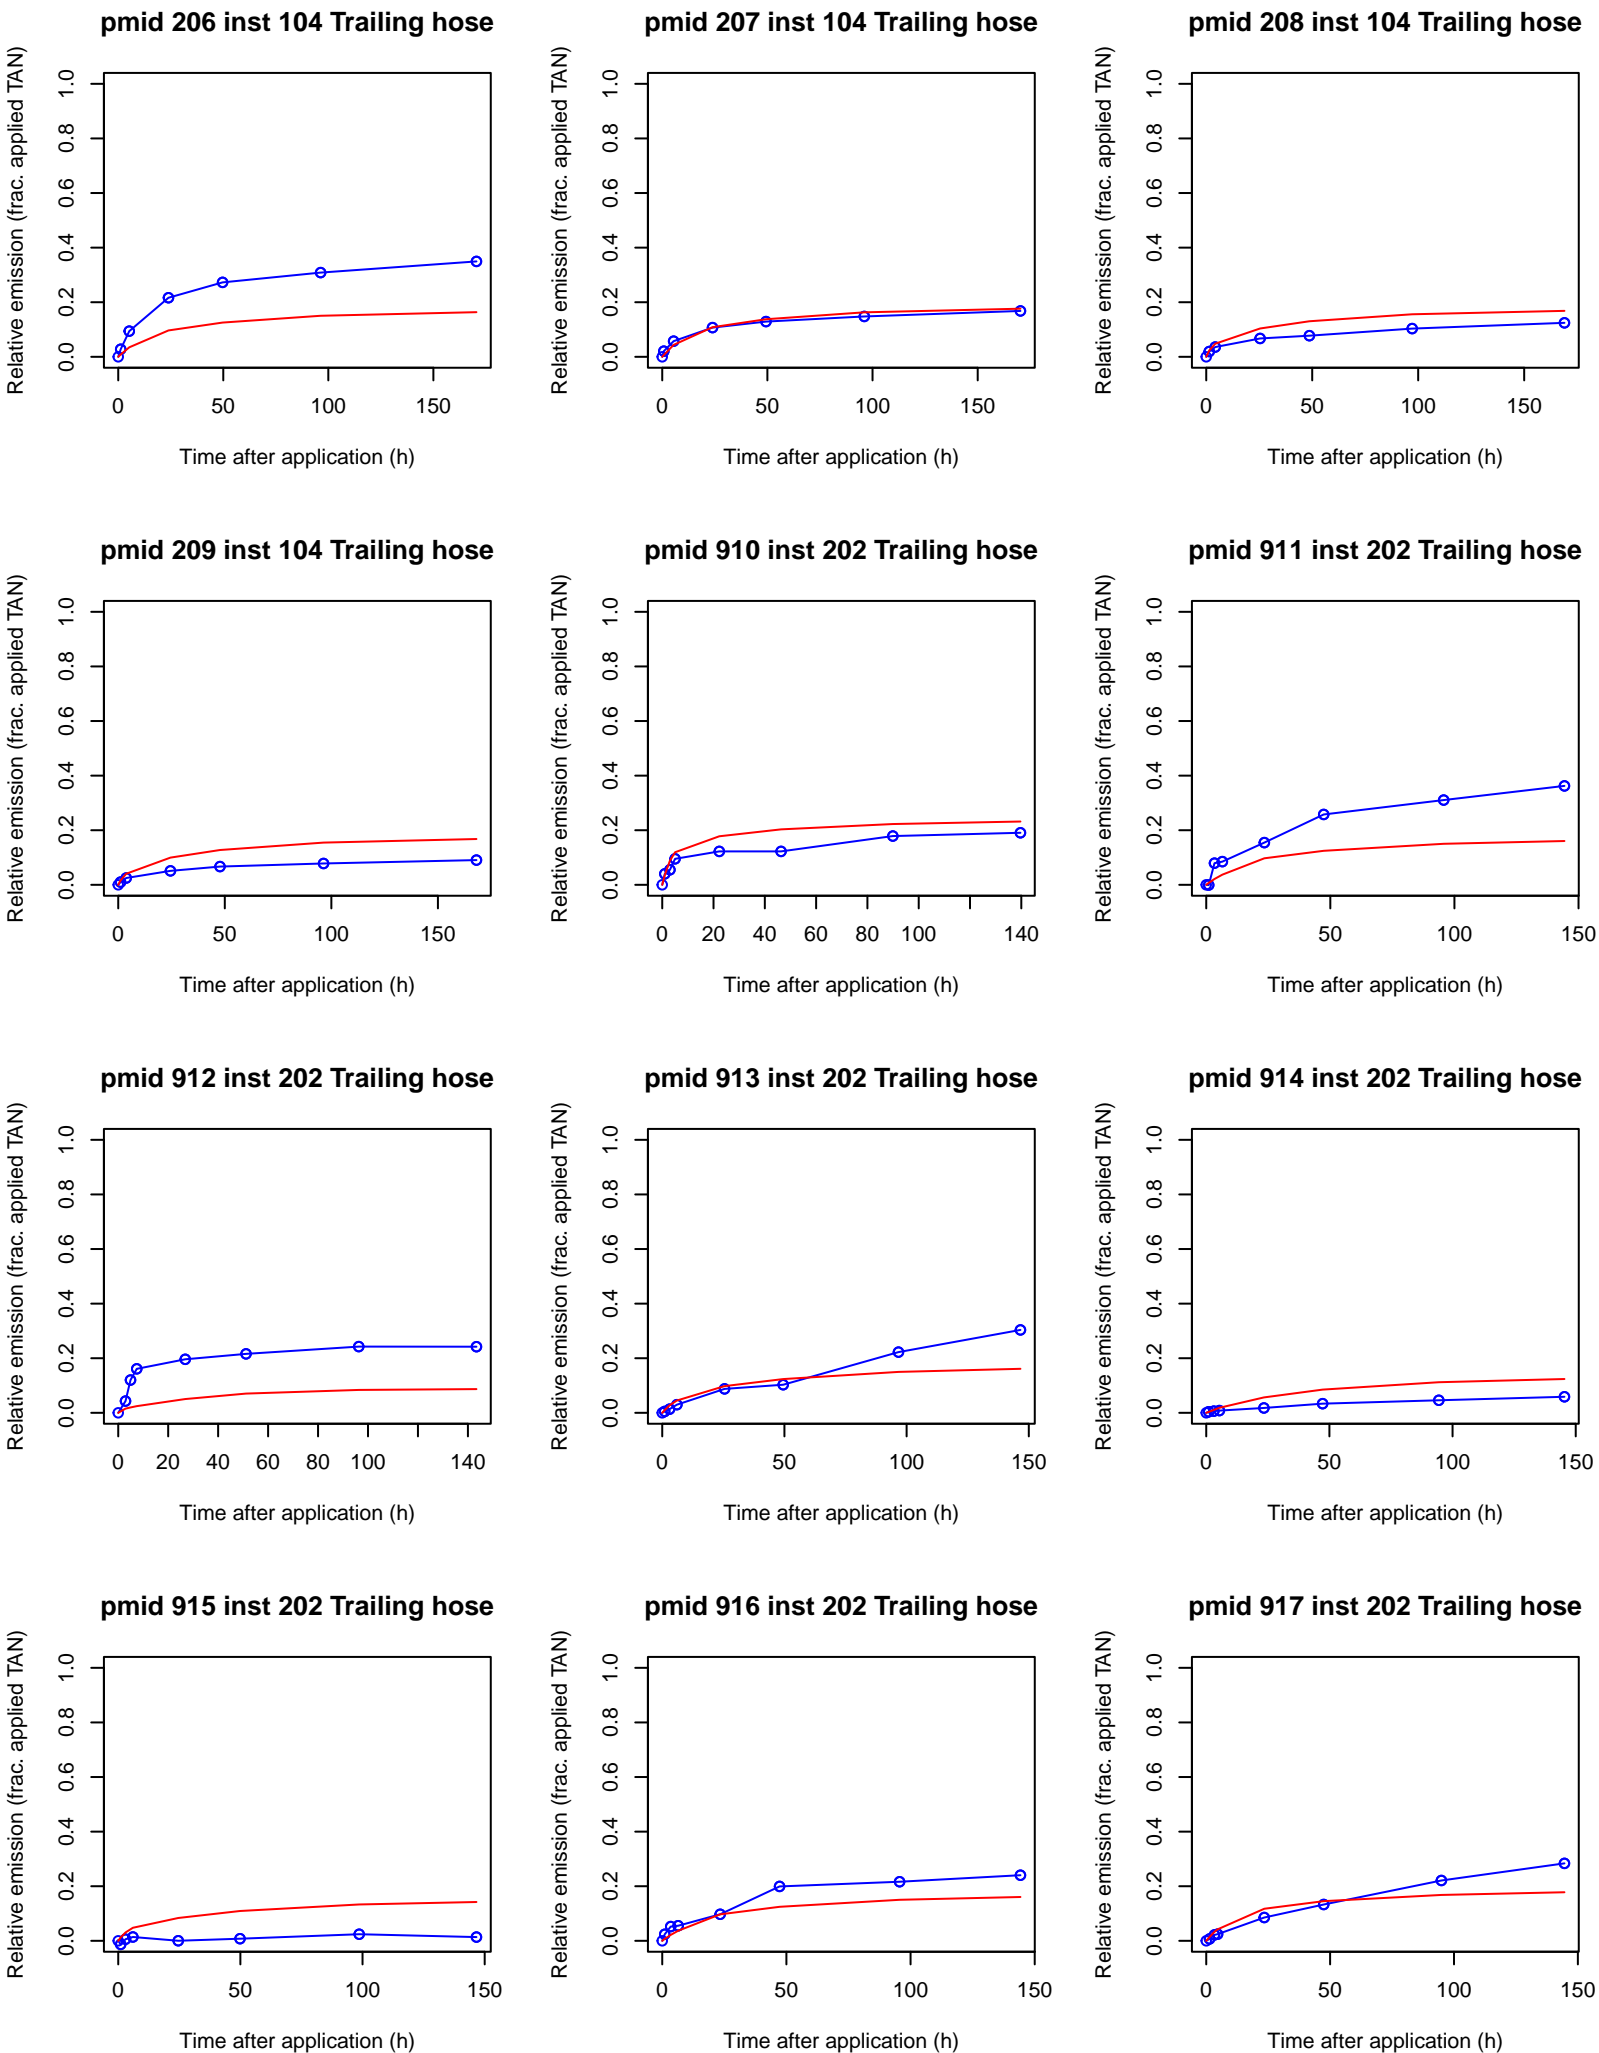 pmid 206 inst 104 Trailing hose
Relative emission (frac. applied TAN)
0.0 0.2 0.4 0.6 0.8 1.0
0 50 100 150
Time after application (h)
pmid 207 inst 104 Trailing hose
Relative emission (frac. applied TAN)
0.0 0.2 0.4 0.6 0.8 1.0
0 50 100 150
Time after application (h)
pmid 208 inst 104 Trailing hose
Relative emission (frac. applied TAN)
0.0 0.2 0.4 0.6 0.8 1.0
0 50 100 150
Time after application (h)
pmid 209 inst 104 Trailing hose
Relative emission (frac. applied TAN)
0.0 0.2 0.4 0.6 0.8 1.0
0 50 100 150
Time after application (h)
pmid 910 inst 202 Trailing hose
Relative emission (frac. applied TAN)
0.0 0.2 0.4 0.6 0.8 1.0
0 20 40 60 80 100 140
Time after application (h)
pmid 911 inst 202 Trailing hose
Relative emission (frac. applied TAN)
0.0 0.2 0.4 0.6 0.8 1.0
0 50 100 150
Time after application (h)
pmid 912 inst 202 Trailing hose
Relative emission (frac. applied TAN)
0.0 0.2 0.4 0.6 0.8 1.0
0 20 40 60 80 100 140
Time after application (h)
pmid 913 inst 202 Trailing hose
Relative emission (frac. applied TAN)
0.0 0.2 0.4 0.6 0.8 1.0
0 50 100 150
Time after application (h)
pmid 914 inst 202 Trailing hose
Relative emission (frac. applied TAN)
0.0 0.2 0.4 0.6 0.8 1.0
0 50 100 150
Time after application (h)
pmid 915 inst 202 Trailing hose
Relative emission (frac. applied TAN)
0.0 0.2 0.4 0.6 0.8 1.0
0 50 100 150
Time after application (h)
pmid 916 inst 202 Trailing hose
Relative emission (frac. applied TAN)
0.0 0.2 0.4 0.6 0.8 1.0
0 50 100 150
Time after application (h)
pmid 917 inst 202 Trailing hose
Relative emission (frac. applied TAN)
0.0 0.2 0.4 0.6 0.8 1.0
0 50 100 150
Time after application (h)